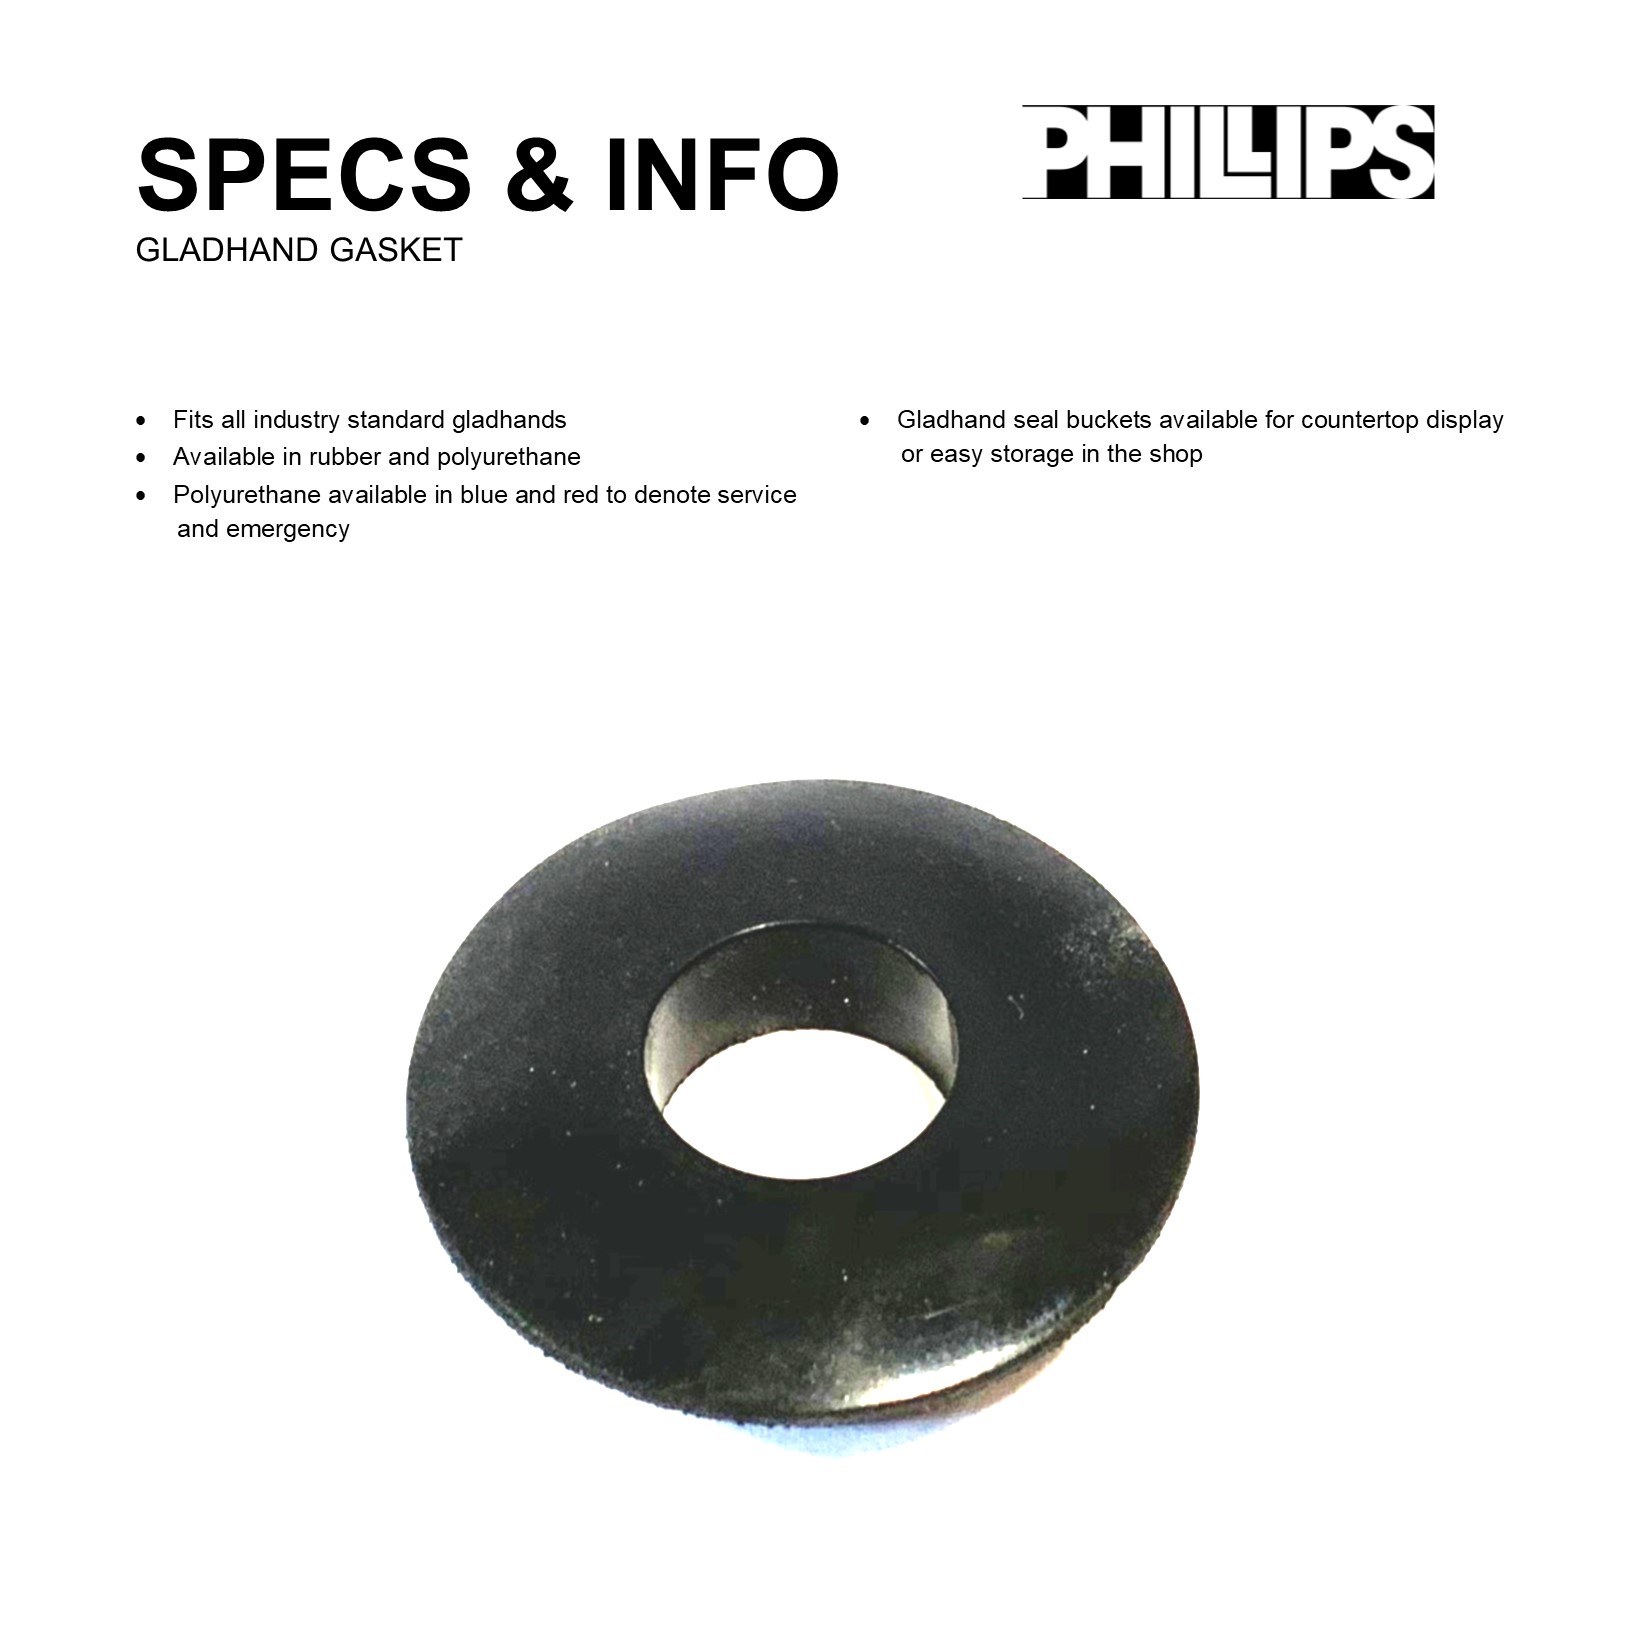 SPECS & INFO
PHILLIPS
GLADHAND GASKET
• Fits all industry standard gladhands
• Available in rubber and polyurethane
• Polyurethane available in blue and red to denote service
and emergency
• Gladhand seal buckets available for countertop display
or easy storage in the shop